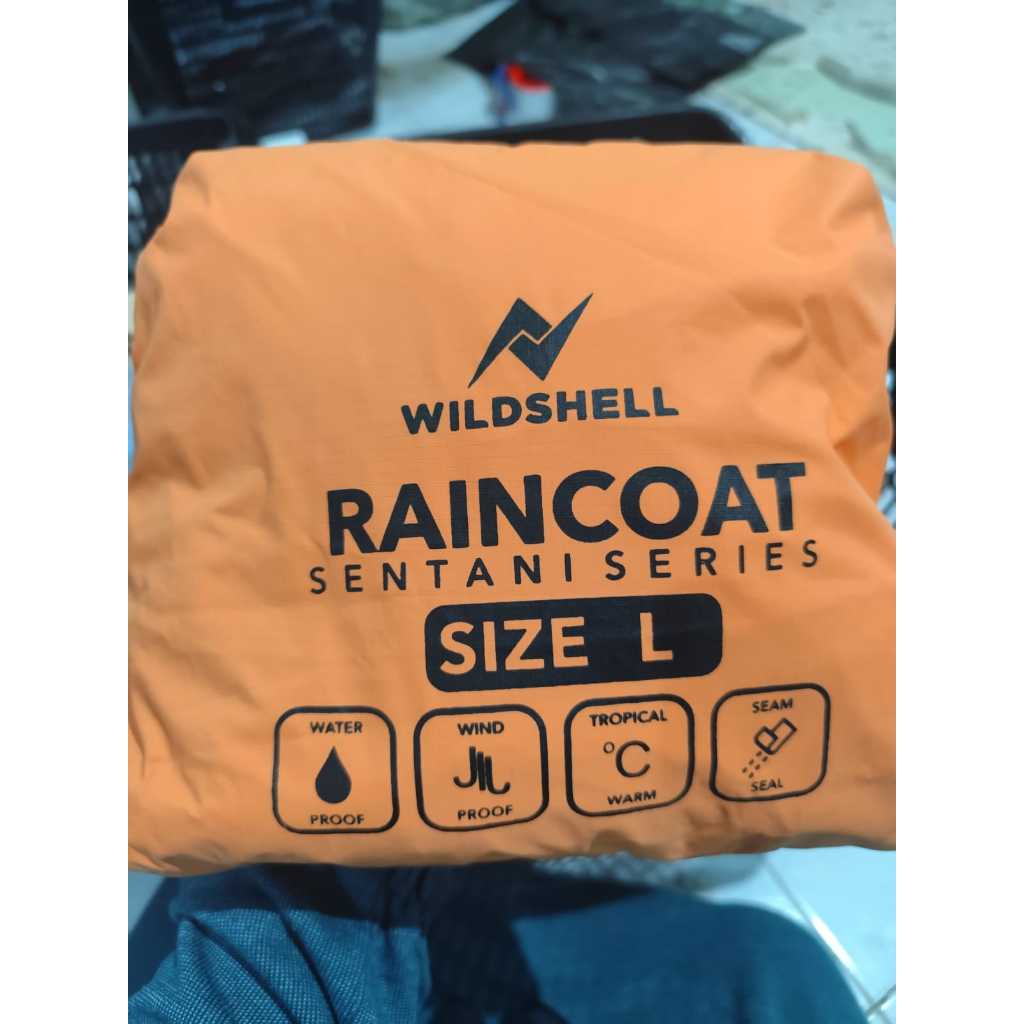 WILDSHELL
RAINCOAT
SENTANI SERIES
SIZE L
WATER
PROOF
WIND
PROOF
TROPICAL
°C
WARM
SEAM
SEAL